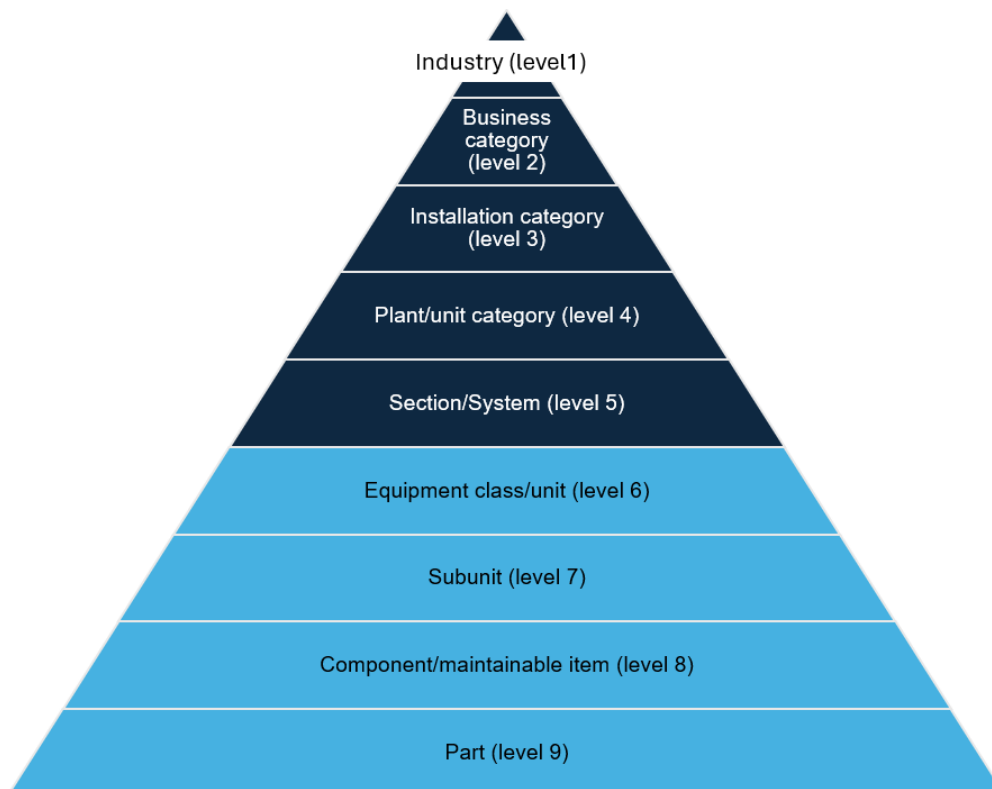 Industry (level1)
Business
category
(level 2)
Installation category
(level 3)
Plant/unit category (level 4)
Section/System (level 5)
Equipment class/unit (level 6)
Subunit (level 7)
Component/maintainable item (level 8)
Part (level 9)